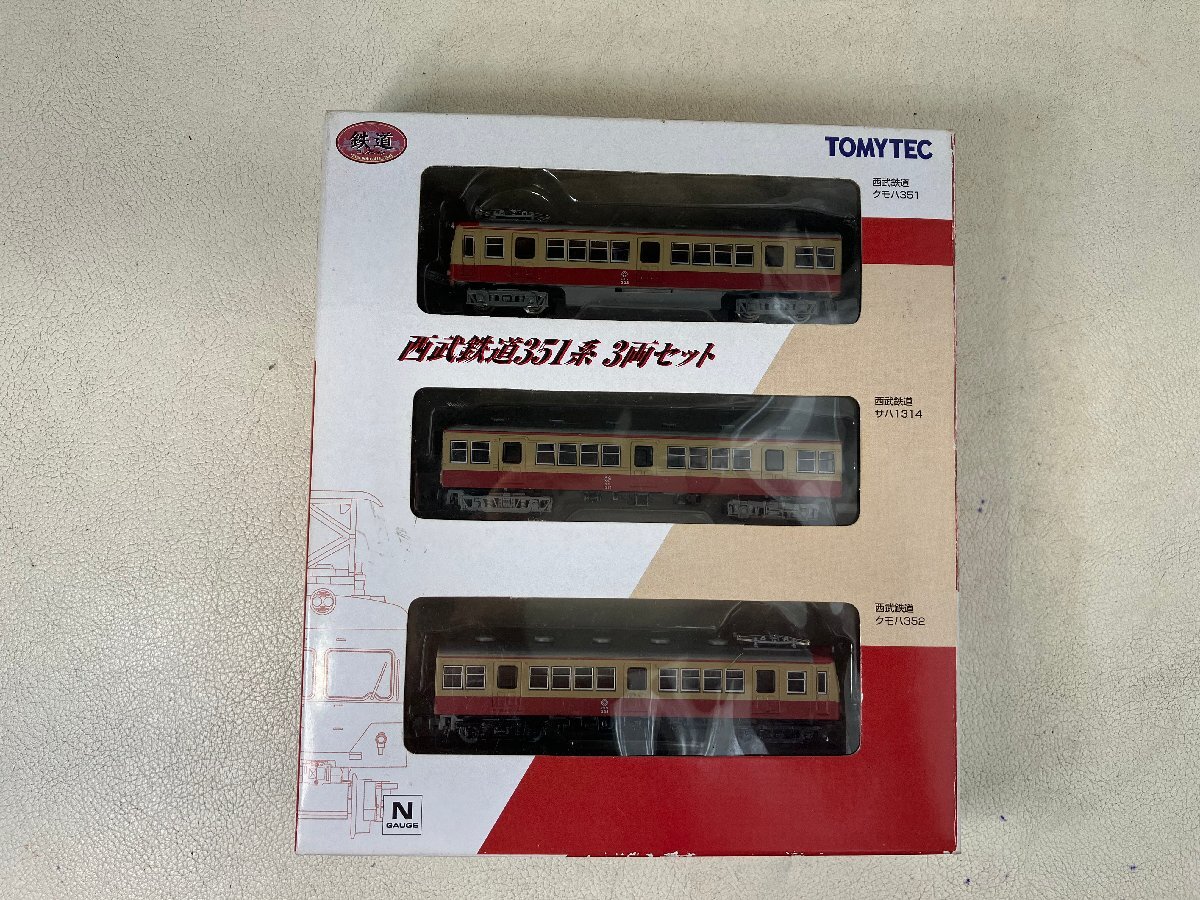 鉄道
TOMYTEC
西武鉄道
クモハ351
西武鉄道351系 3両セット
西武鉄道
サハ1314
西武鉄道
クモハ352
N
GAUGE